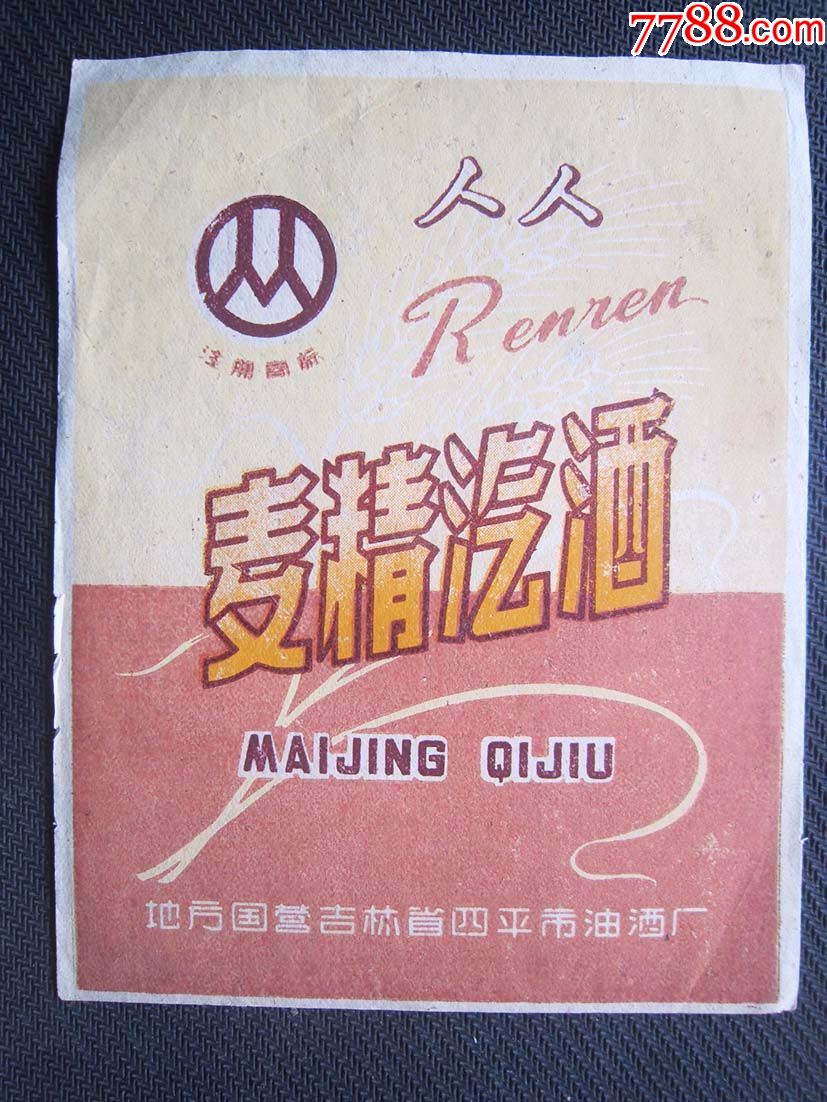 7788.com
人人
Renren
注册商标
麦精汽酒
MAIJING QIJIU
地方国营吉林省四平市油酒厂